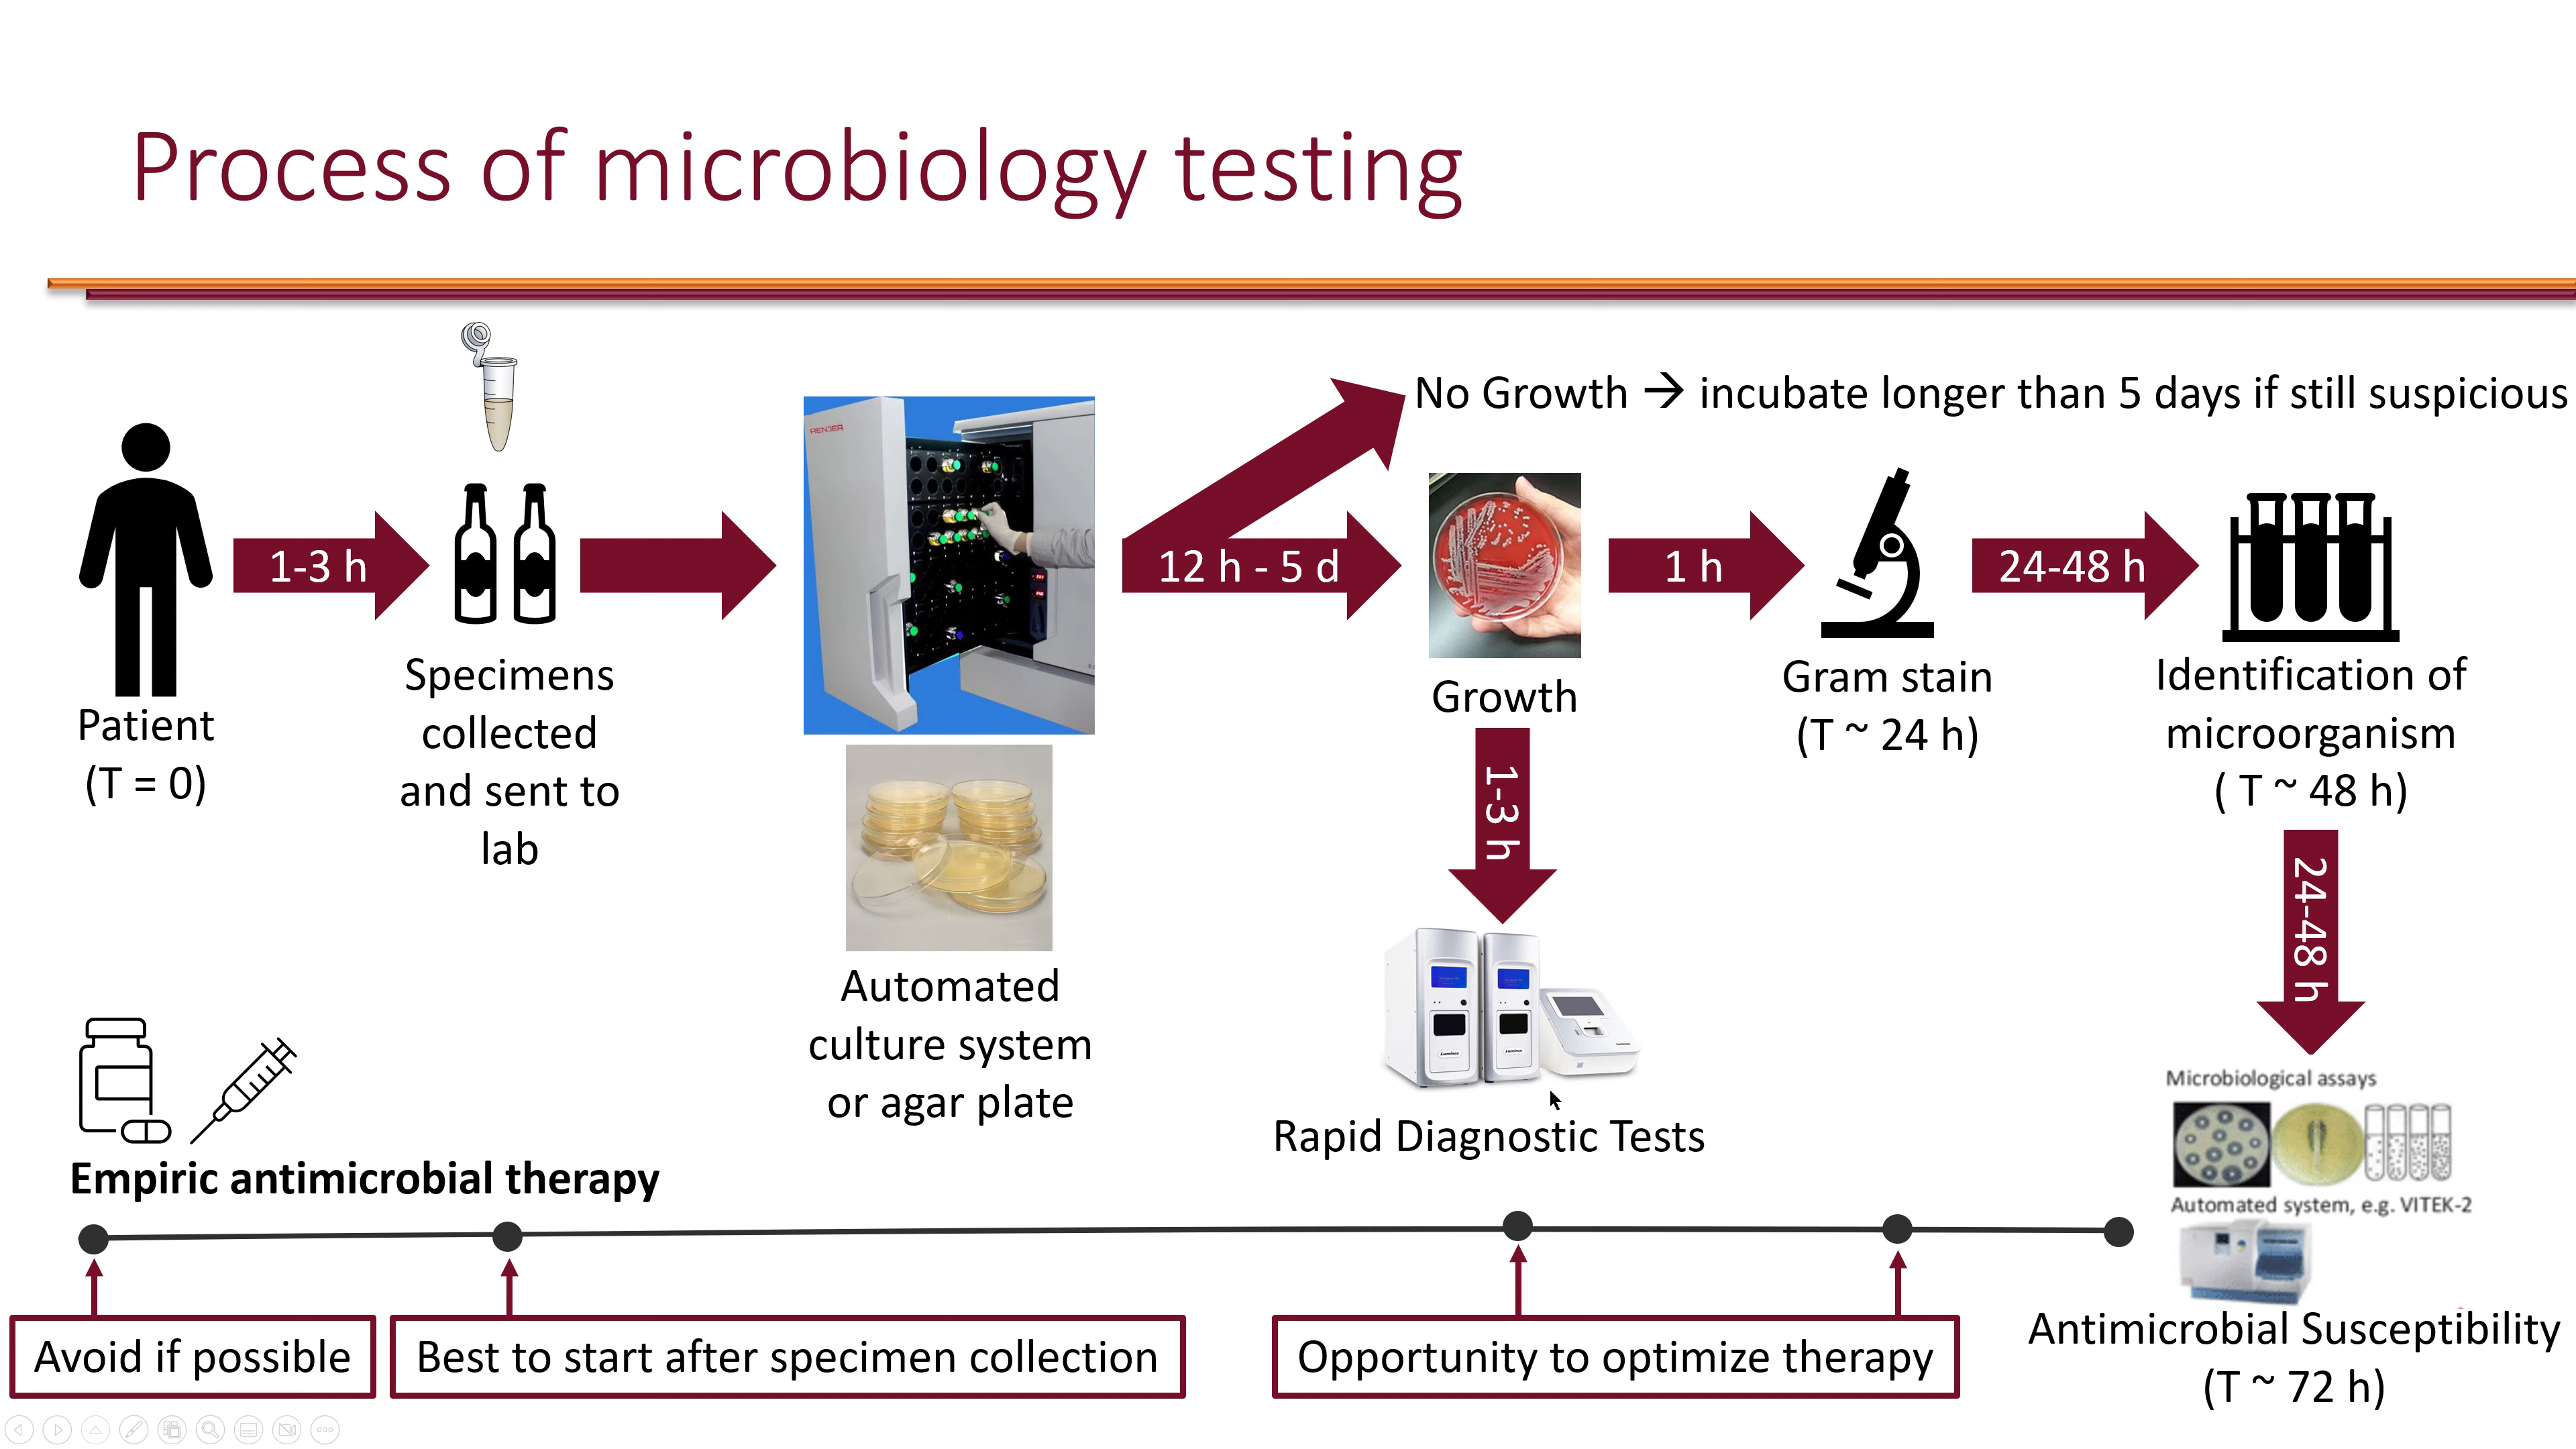 Process of microbiology testing
No Growth → incubate longer than 5 days if still suspicious
RENDER
1-3 h
12 h - 5 d
1 h
24-48 h
Patient
(T = 0)
Specimens
collected
and sent to
lab
Growth
Gram stain
(T ~ 24 h)
Identification of
microorganism
( T ~ 48 h)
1-3 h
24-48 h
Automated
culture system
or agar plate
Luminex
Luminex
Rapid Diagnostic Tests
Microbiological assays
Automated system, e.g. VITEK-2
Antimicrobial Susceptibility
(T ~ 72 h)
Empiric antimicrobial therapy
Avoid if possible
Best to start after specimen collection
Opportunity to optimize therapy